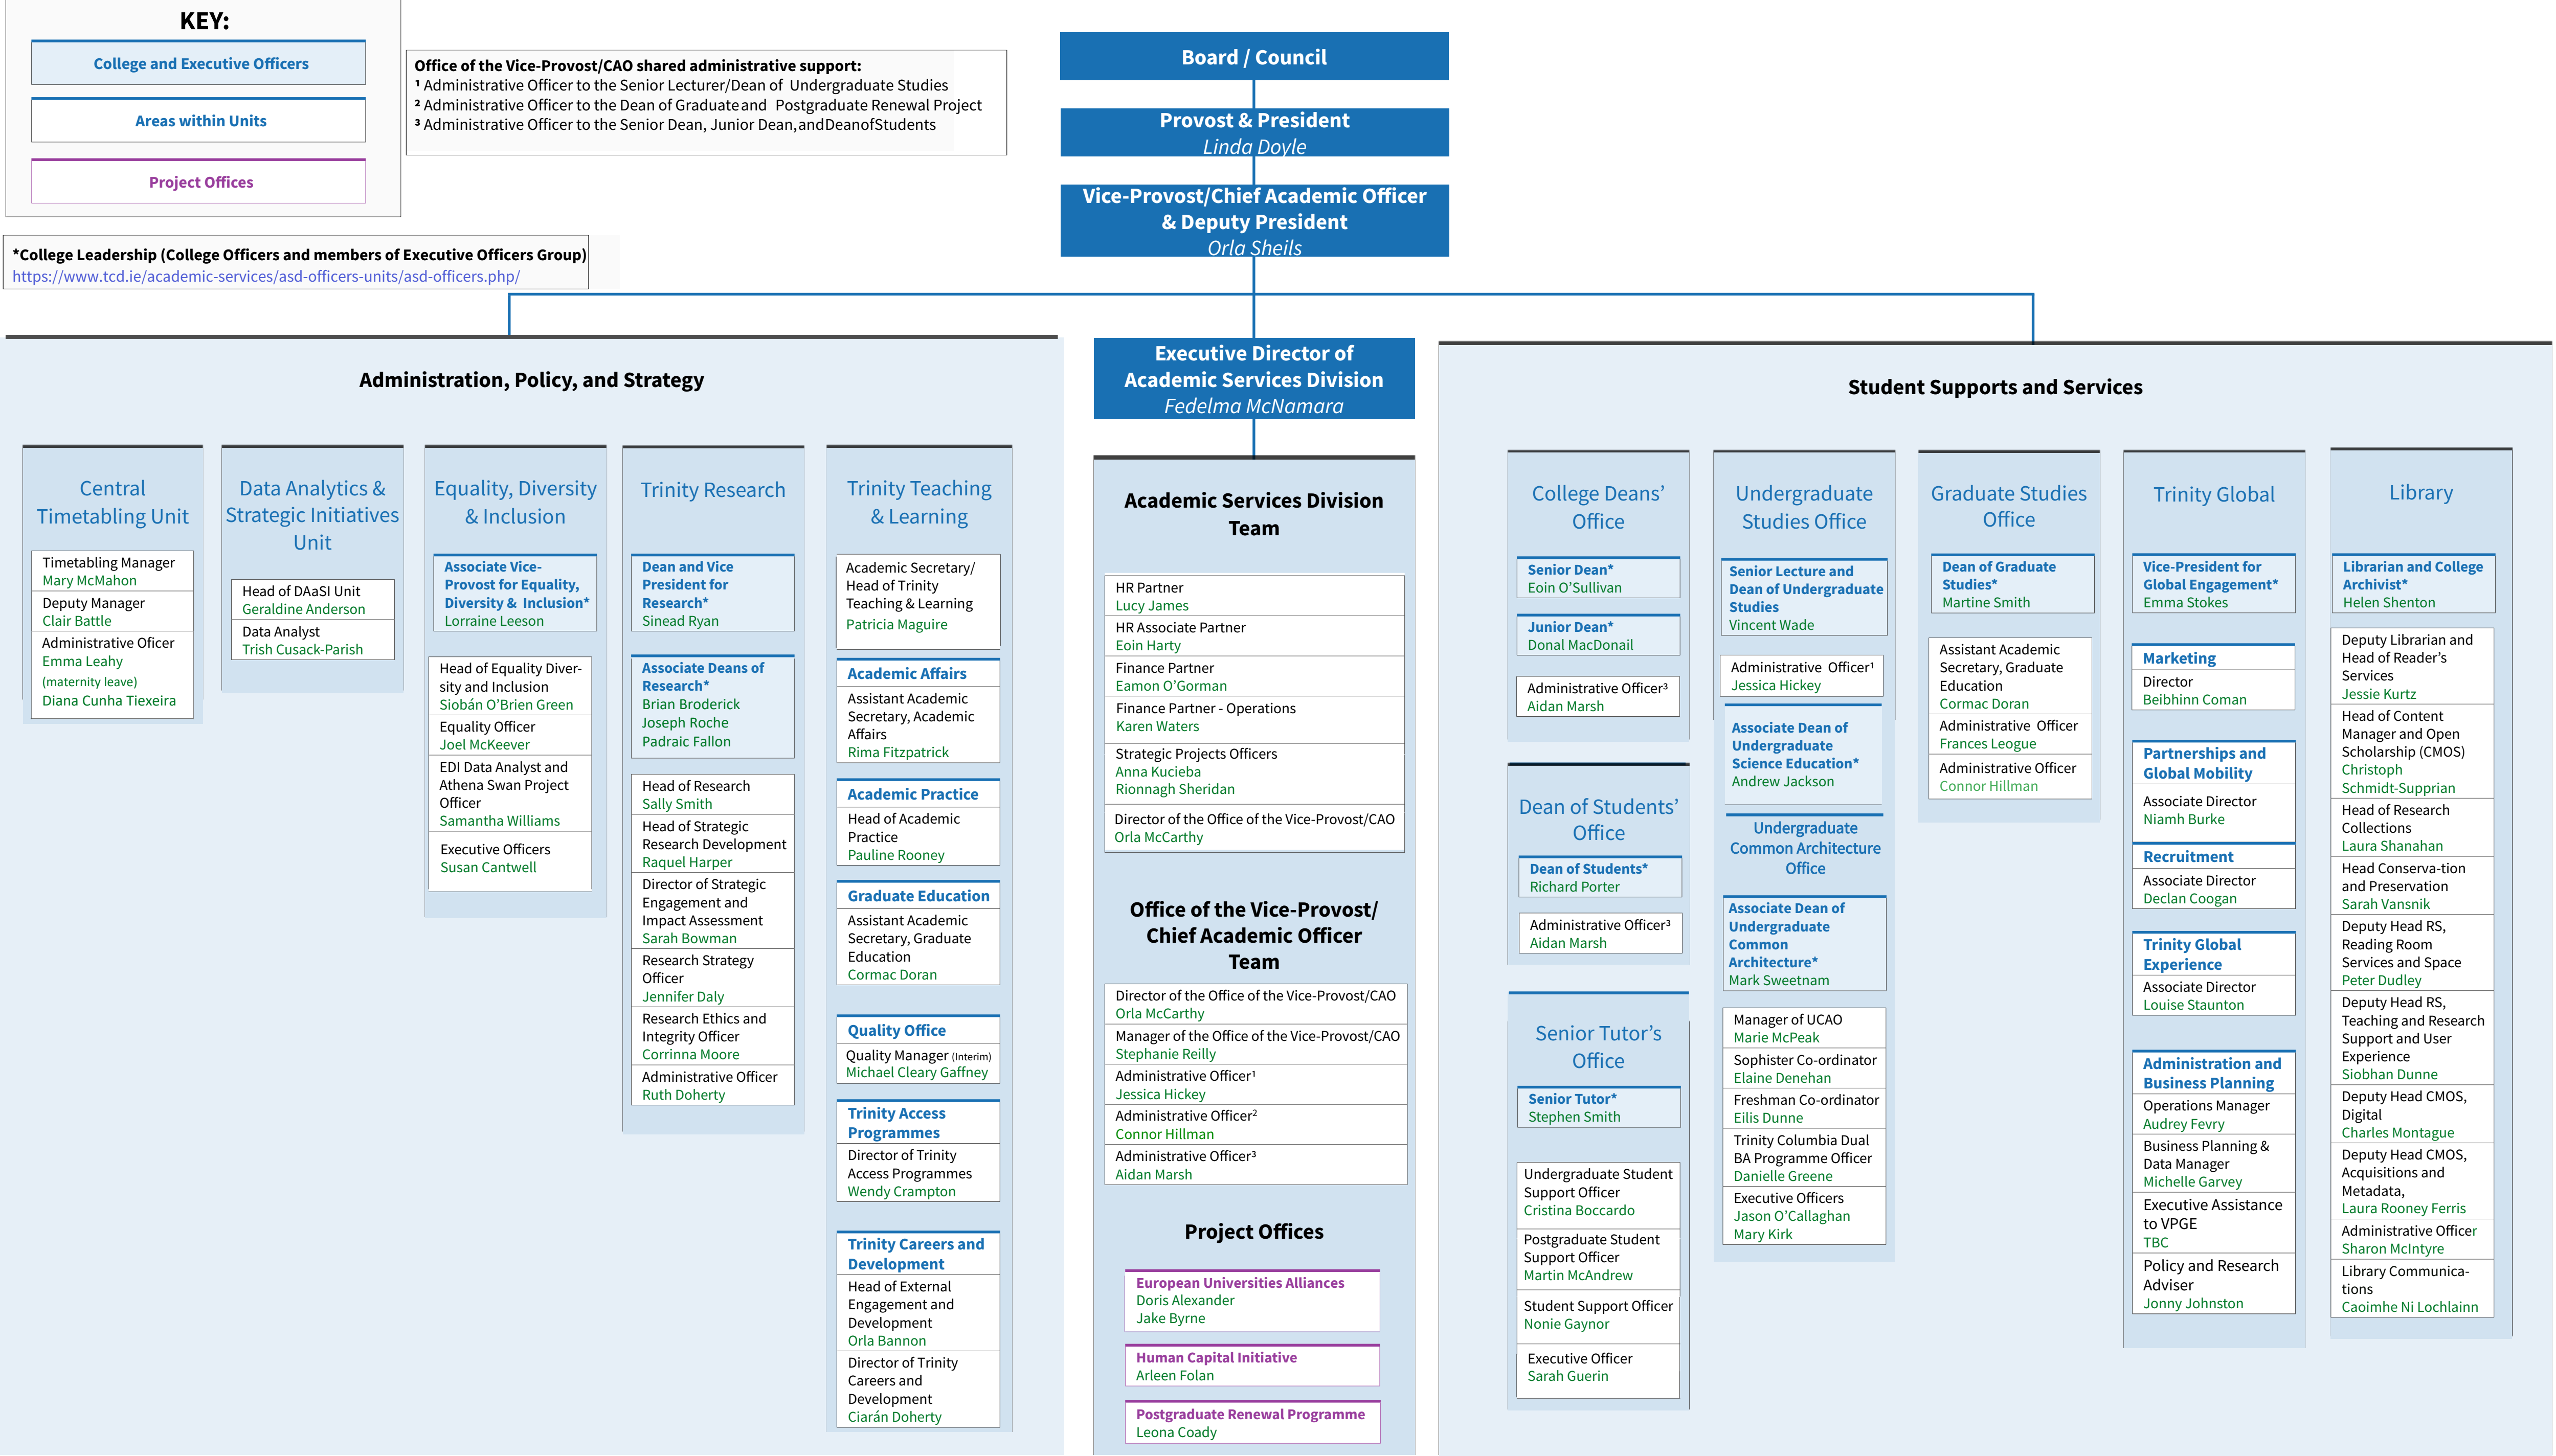 KEY:
College and Executive Officers
Areas within Units
Project Offices
Office of the Vice-Provost/CAO shared administrative support:
¹ Administrative Officer to the Senior Lecturer/Dean of Undergraduate Studies
² Administrative Officer to the Dean of Graduate and Postgraduate Renewal Project
³ Administrative Officer to the Senior Dean, Junior Dean,andDeanofStudents
*College Leadership (College Officers and members of Executive Officers Group)
https://www.tcd.ie/academic-services/asd-officers-units/asd-officers.php/
Board / Council
Provost & President
Linda Doyle
Vice-Provost/Chief Academic Officer
& Deputy President
Orla Sheils
Administration, Policy, and Strategy
Central
Timetabling Unit
Timetabling Manager
Mary McMahon
Deputy Manager
Clair Battle
Administrative Oficer
Emma Leahy
(maternity leave)
Diana Cunha Tiexeira
Data Analytics &
Strategic Initiatives
Unit
Head of DAaSI Unit
Geraldine Anderson
Data Analyst
Trish Cusack-Parish
Equality, Diversity
& Inclusion
Associate Vice-
Provost for Equality,
Diversity & Inclusion*
Lorraine Leeson
Head of Equality Diver-
sity and Inclusion
Siobán O'Brien Green
Equality Officer
Joel McKeever
EDI Data Analyst and
Athena Swan Project
Officer
Samantha Williams
Executive Officers
Susan Cantwell
Trinity Research
Dean and Vice
President for
Research*
Sinead Ryan
Associate Deans of
Research*
Brian Broderick
Joseph Roche
Padraic Fallon
Head of Research
Sally Smith
Head of Strategic
Research Development
Raquel Harper
Director of Strategic
Engagement and
Impact Assessment
Sarah Bowman
Research Strategy
Officer
Jennifer Daly
Research Ethics and
Integrity Officer
Corrinna Moore
Administrative Officer
Ruth Doherty
Trinity Teaching
& Learning
Academic Secretary/
Head of Trinity
Teaching & Learning
Patricia Maguire
Academic Affairs
Assistant Academic
Secretary, Academic
Affairs
Rima Fitzpatrick
Academic Practice
Head of Academic
Practice
Pauline Rooney
Graduate Education
Assistant Academic
Secretary, Graduate
Education
Cormac Doran
Quality Office
Quality Manager (Interim)
Michael Cleary Gaffney
Trinity Access
Programmes
Director of Trinity
Access Programmes
Wendy Crampton
Trinity Careers and
Development
Head of External
Engagement and
Development
Orla Bannon
Director of Trinity
Careers and
Development
Ciarán Doherty
Executive Director of
Academic Services Division
Fedelma McNamara
Academic Services Division
Team
HR Partner
Lucy James
HR Associate Partner
Eoin Harty
Finance Partner
Eamon O'Gorman
Finance Partner - Operations
Karen Waters
Strategic Projects Officers
Anna Kucieba
Rionnagh Sheridan
Director of the Office of the Vice-Provost/CAO
Orla McCarthy
Office of the Vice-Provost/
Chief Academic Officer
Team
Director of the Office of the Vice-Provost/CAO
Orla McCarthy
Manager of the Office of the Vice-Provost/CAO
Stephanie Reilly
Administrative Officer¹
Jessica Hickey
Administrative Officer²
Connor Hillman
Administrative Officer³
Aidan Marsh
Project Offices
European Universities Alliances
Doris Alexander
Jake Byrne
Human Capital Initiative
Arleen Folan
Postgraduate Renewal Programme
Leona Coady
Student Supports and Services
College Deans'
Office
Senior Dean*
Eoin O'Sullivan
Junior Dean*
Donal MacDonail
Administrative Officer³
Aidan Marsh
Dean of Students'
Office
Dean of Students*
Richard Porter
Administrative Officer³
Aidan Marsh
Senior Tutor's
Office
Senior Tutor*
Stephen Smith
Undergraduate Student
Support Officer
Cristina Boccardo
Postgraduate Student
Support Officer
Martin McAndrew
Student Support Officer
Nonie Gaynor
Executive Officer
Sarah Guerin
Undergraduate
Studies Office
Senior Lecture and
Dean of Undergraduate
Studies
Vincent Wade
Administrative Officer¹
Jessica Hickey
Associate Dean of
Undergraduate
Science Education*
Andrew Jackson
Undergraduate
Common Architecture
Office
Associate Dean of
Undergraduate
Common
Architecture*
Mark Sweetnam
Manager of UCAO
Marie McPeak
Sophister Co-ordinator
Elaine Denehan
Freshman Co-ordinator
Eilis Dunne
Trinity Columbia Dual
BA Programme Officer
Danielle Greene
Executive Officers
Jason O'Callaghan
Mary Kirk
Graduate Studies
Office
Dean of Graduate
Studies*
Martine Smith
Assistant Academic
Secretary, Graduate
Education
Cormac Doran
Administrative Officer
Frances Leogue
Administrative Officer
Connor Hillman
Trinity Global
Vice-President for
Global Engagement*
Emma Stokes
Marketing
Director
Beibhinn Coman
Partnerships and
Global Mobility
Associate Director
Niamh Burke
Recruitment
Associate Director
Declan Coogan
Trinity Global
Experience
Associate Director
Louise Staunton
Administration and
Business Planning
Operations Manager
Audrey Fevry
Business Planning &
Data Manager
Michelle Garvey
Executive Assistance
to VPGE
TBC
Policy and Research
Adviser
Jonny Johnston
Library
Librarian and College
Archivist*
Helen Shenton
Deputy Librarian and
Head of Reader's
Services
Jessie Kurtz
Head of Content
Manager and Open
Scholarship (CMOS)
Christoph
Schmidt-Supprian
Head of Research
Collections
Laura Shanahan
Head Conserva-tion
and Preservation
Sarah Vansnik
Deputy Head RS,
Reading Room
Services and Space
Peter Dudley
Deputy Head RS,
Teaching and Research
Support and User
Experience
Siobhan Dunne
Deputy Head CMOS,
Digital
Charles Montague
Deputy Head CMOS,
Acquisitions and
Metadata,
Laura Rooney Ferris
Administrative Officer
Sharon McIntyre
Library Communica-
tions
Caoimhe Ni Lochlainn